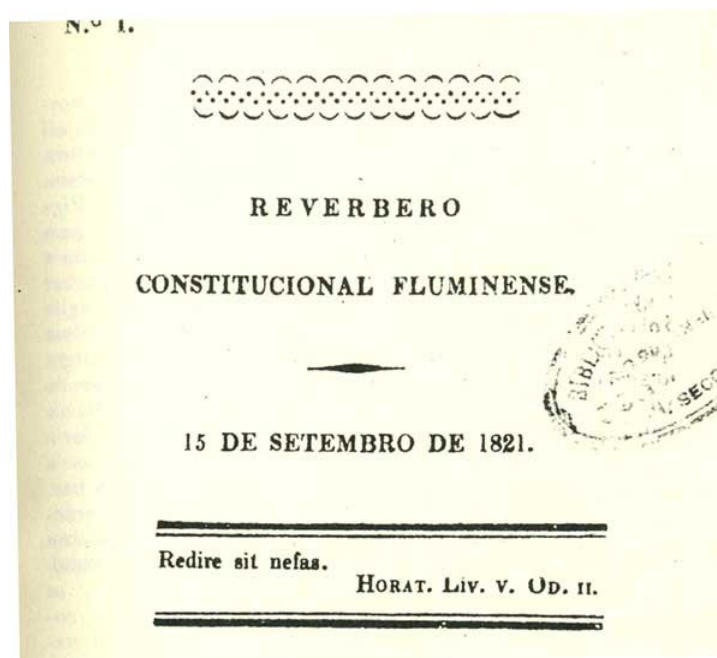 N.º 1.
REVERBERO
CONSTITUCIONAL FLUMINENSE.
15 DE SETEMBRO DE 1821.
Redire sit nefas.
HORAT. LIV. V. OD. II.